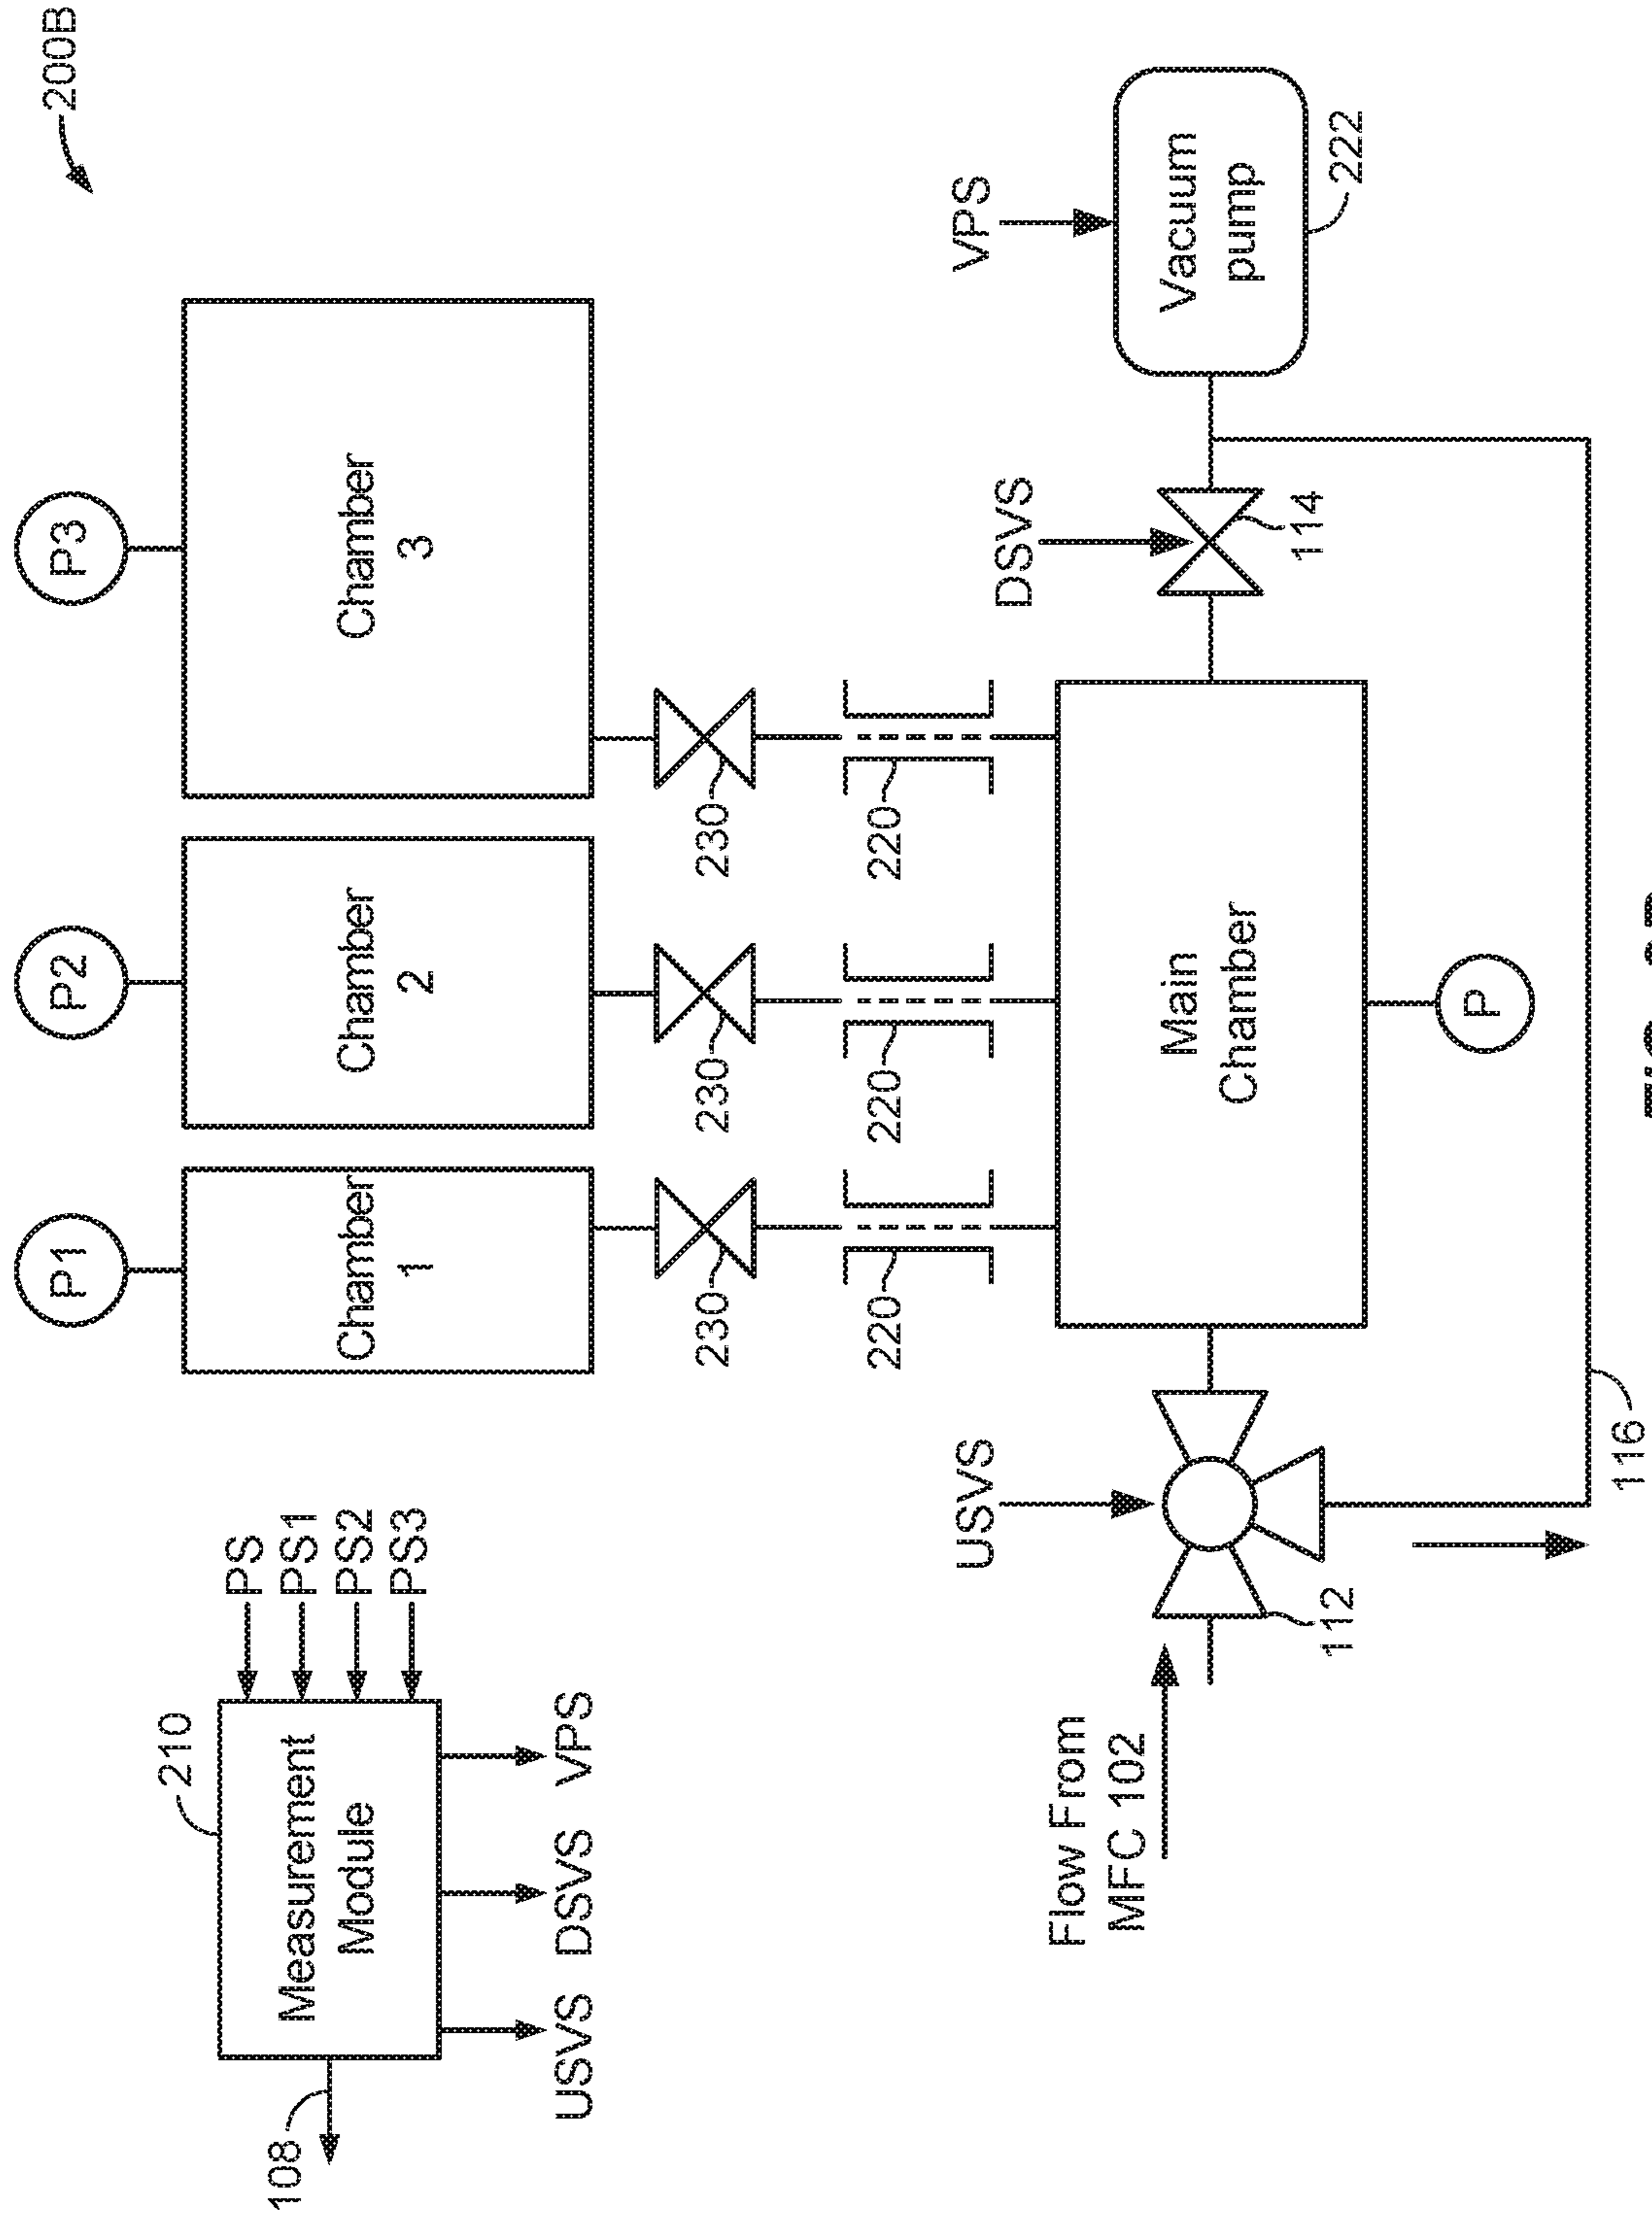 200B
P1
P2
P3
210
108
Measurement
Module
PS
PS1
PS2
PS3
USVS
DSVS
VPS
Chamber
1
Chamber
2
Chamber
3
230
230
230
220
220
220
Flow From
MFC 102
USVS
112
Main
Chamber
DSVS
114
VPS
Vacuum
pump
222
P
116